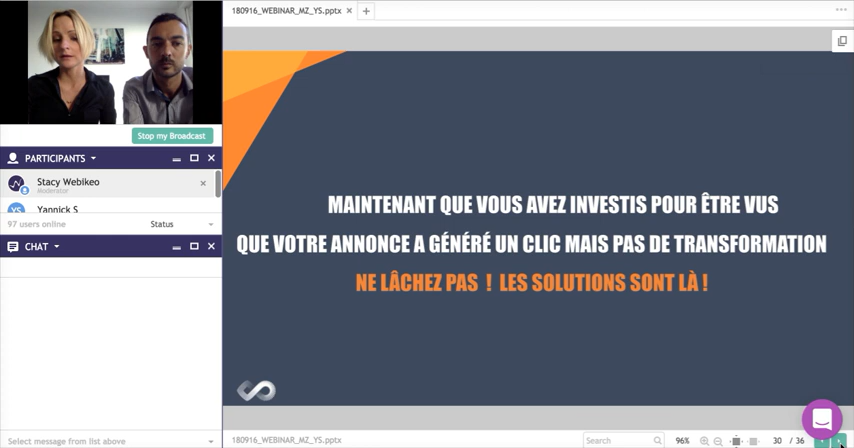 180916_WEBINAR_MZ_YS.pptx
Stop my Broadcast
PARTICIPANTS
Stacy Webikeo
Moderator
YS Yannick S
97 users online Status
CHAT
Select message from list above
MAINTENANT QUE VOUS AVEZ INVESTIS POUR ÊTRE VUS
QUE VOTRE ANNONCE A GÉNÉRÉ UN CLIC MAIS PAS DE TRANSFORMATION
NE LÂCHEZ PAS ! LES SOLUTIONS SONT LÀ !
180916_WEBINAR_MZ_YS.pptx Search 96% 30 / 36